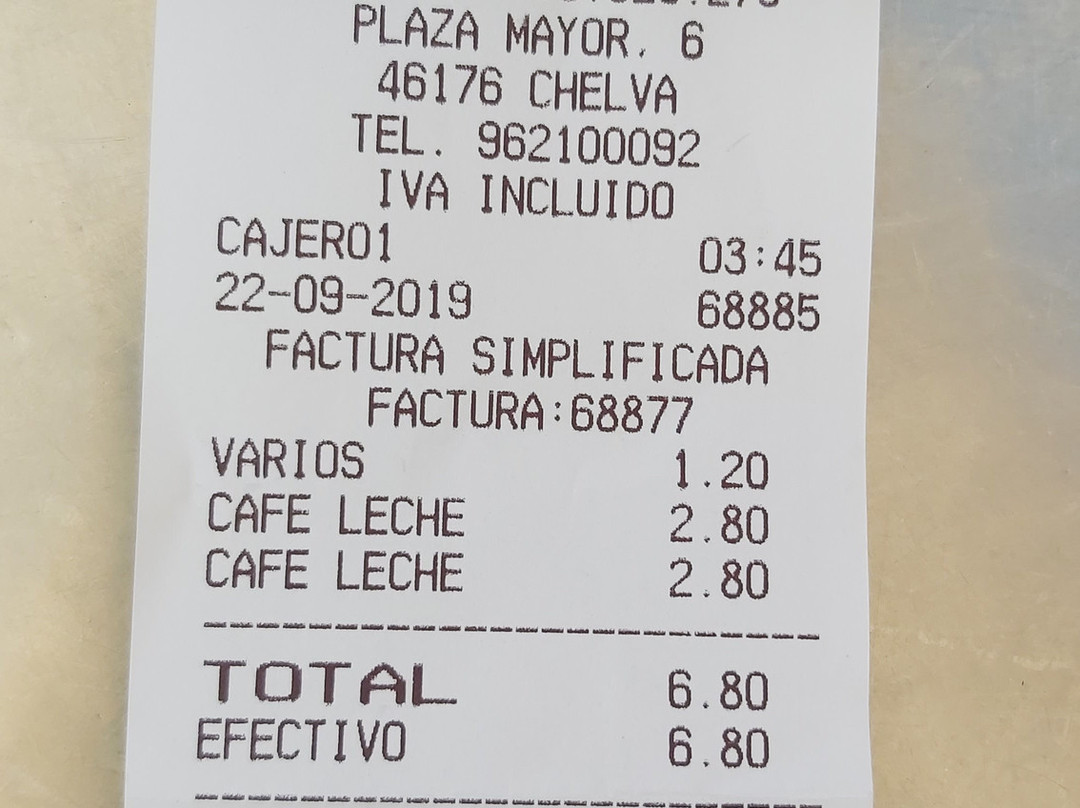 PLAZA MAYOR, 6
46176 CHELVA
TEL. 962100092
IVA INCLUIDO
CAJERO1 03:45
22-09-2019 68885
FACTURA SIMPLIFICADA
FACTURA:68877
VARIOS 1.20
CAFE LECHE 2.80
CAFE LECHE 2.80
TOTAL 6.80
EFECTIVO 6.80